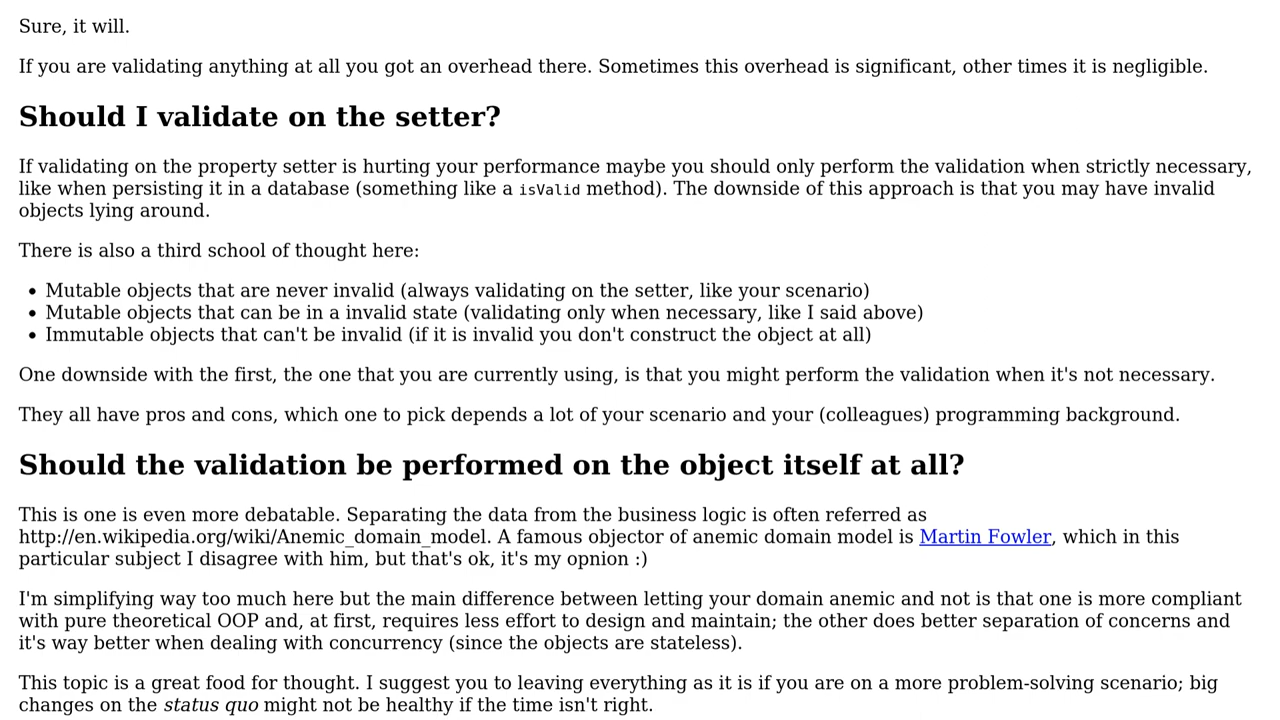 Sure, it will.
If you are validating anything at all you got an overhead there. Sometimes this overhead is significant, other times it is negligible.
Should I validate on the setter?
If validating on the property setter is hurting your performance maybe you should only perform the validation when strictly necessary,
like when persisting it in a database (something like a isValid method). The downside of this approach is that you may have invalid
objects lying around.
There is also a third school of thought here:
• Mutable objects that are never invalid (always validating on the setter, like your scenario)
• Mutable objects that can be in a invalid state (validating only when necessary, like I said above)
• Immutable objects that can't be invalid (if it is invalid you don't construct the object at all)
One downside with the first, the one that you are currently using, is that you might perform the validation when it's not necessary.
They all have pros and cons, which one to pick depends a lot of your scenario and your (colleagues) programming background.
Should the validation be performed on the object itself at all?
This is one is even more debatable. Separating the data from the business logic is often referred as
http://en.wikipedia.org/wiki/Anemic_domain_model. A famous objector of anemic domain model is Martin Fowler, which in this
particular subject I disagree with him, but that's ok, it's my opnion :)
I'm simplifying way too much here but the main difference between letting your domain anemic and not is that one is more compliant
with pure theoretical OOP and, at first, requires less effort to design and maintain; the other does better separation of concerns and
it's way better when dealing with concurrency (since the objects are stateless).
This topic is a great food for thought. I suggest you to leaving everything as it is if you are on a more problem-solving scenario; big
changes on the status quo might not be healthy if the time isn't right.